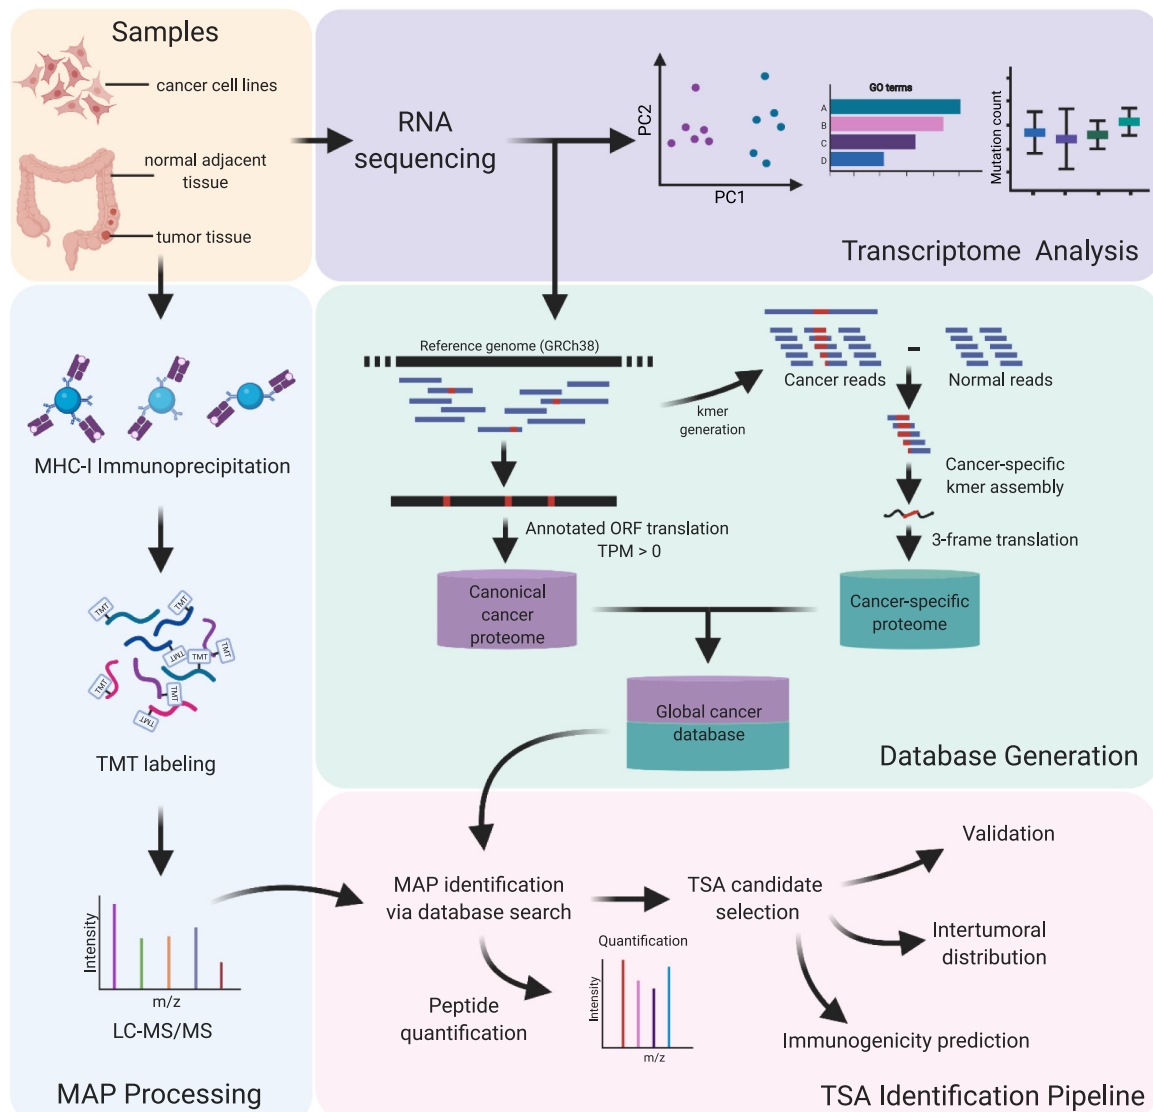 Samples
cancer cell lines
normal adjacent
tissue
tumor tissue
RNA
sequencing
PC2
PC1
GO terms
A
B
C
D
Mutation count
Transcriptome Analysis
MHC-I Immunoprecipitation
TMT
TMT
TMT
TMT
TMT
TMT
TMT
TMT
TMT labeling
Intensity
m/z
LC-MS/MS
MAP Processing
Reference genome (GRCh38)
kmer
generation
Cancer reads
-
Normal reads
Cancer-specific
kmer assembly
3-frame translation
Annotated ORF translation
TPM > 0
Canonical
cancer
proteome
Cancer-specific
proteome
Global cancer
database
Database Generation
MAP identification
via database search
TSA candidate
selection
Validation
Intertumoral
distribution
Immunogenicity prediction
Peptide
quantification
Quantification
Intensity
m/z
TSA Identification Pipeline